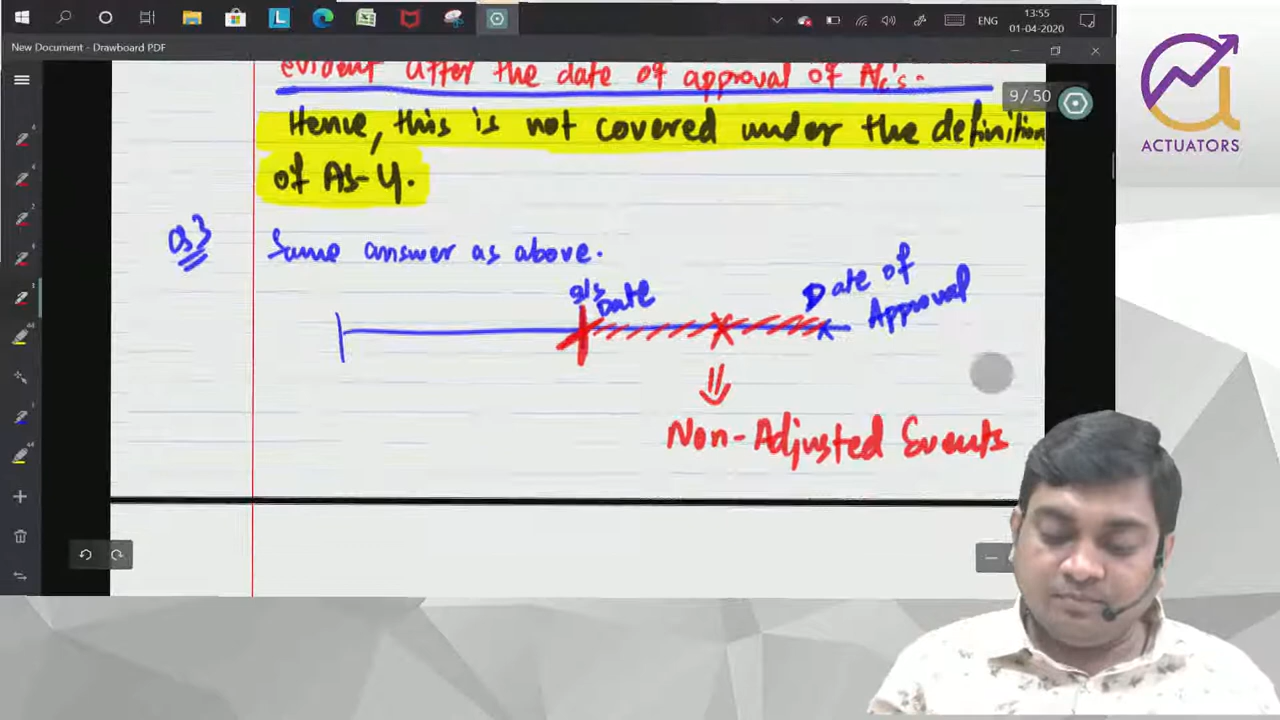 13:55
ENG
01-04-2020
New Document - Drawboard PDF
evident after the date of approval of A/c's.
9 / 50
Hence, this is not covered under the definition
of AS-4.
ACTUATORS
Q3 Same answer as above.
B/s Date
Date of Approval
Non-Adjusted Events